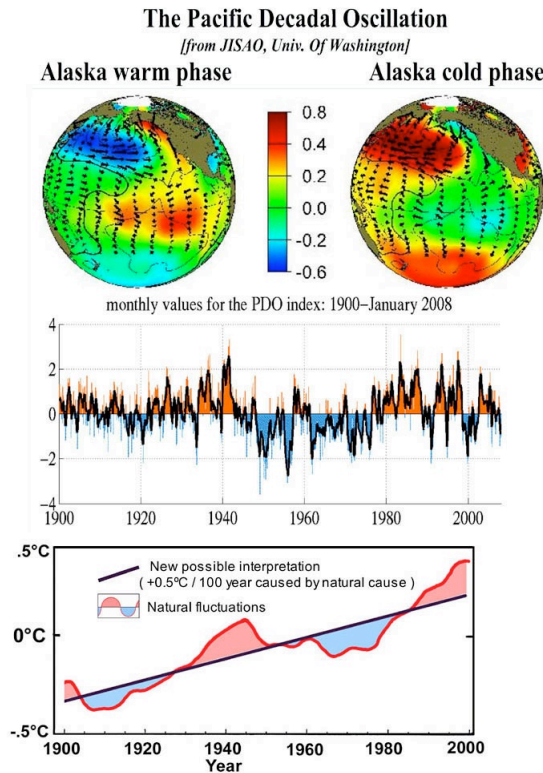 The Pacific Decadal Oscillation
[from JISAO, Univ. Of Washington]
Alaska warm phase
Alaska cold phase
0.8
0.4
0.2
0.0
-0.2
-0.6
monthly values for the PDO index: 1900–January 2008
4
2
0
-2
-4
1900 1920 1940 1960 1980 2000
.5°C
New possible interpretation
( +0.5ºC / 100 year caused by natural cause )
Natural fluctuations
0°C
-.5°C
1900 1920 1940 1960 1980 2000
Year